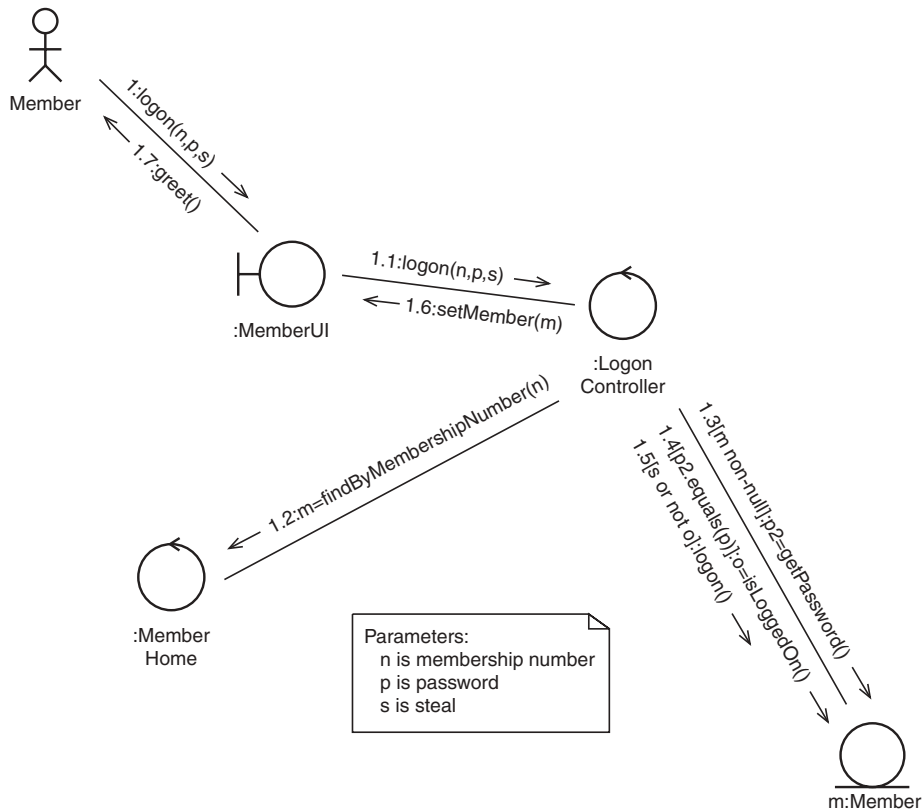 Member
1:logon(n,p,s)
1.7:greet()
:MemberUI
1.1:logon(n,p,s)
1.6:setMember(m)
:Logon
Controller
1.2:m=findByMembershipNumber(n)
1.3[m non-null]:p2=getPassword()
1.4[p2.equals(p)]:o=isLoggedOn()
1.5[s or not o]:logon()
:Member
Home
Parameters:
n is membership number
p is password
s is steal
m:Member